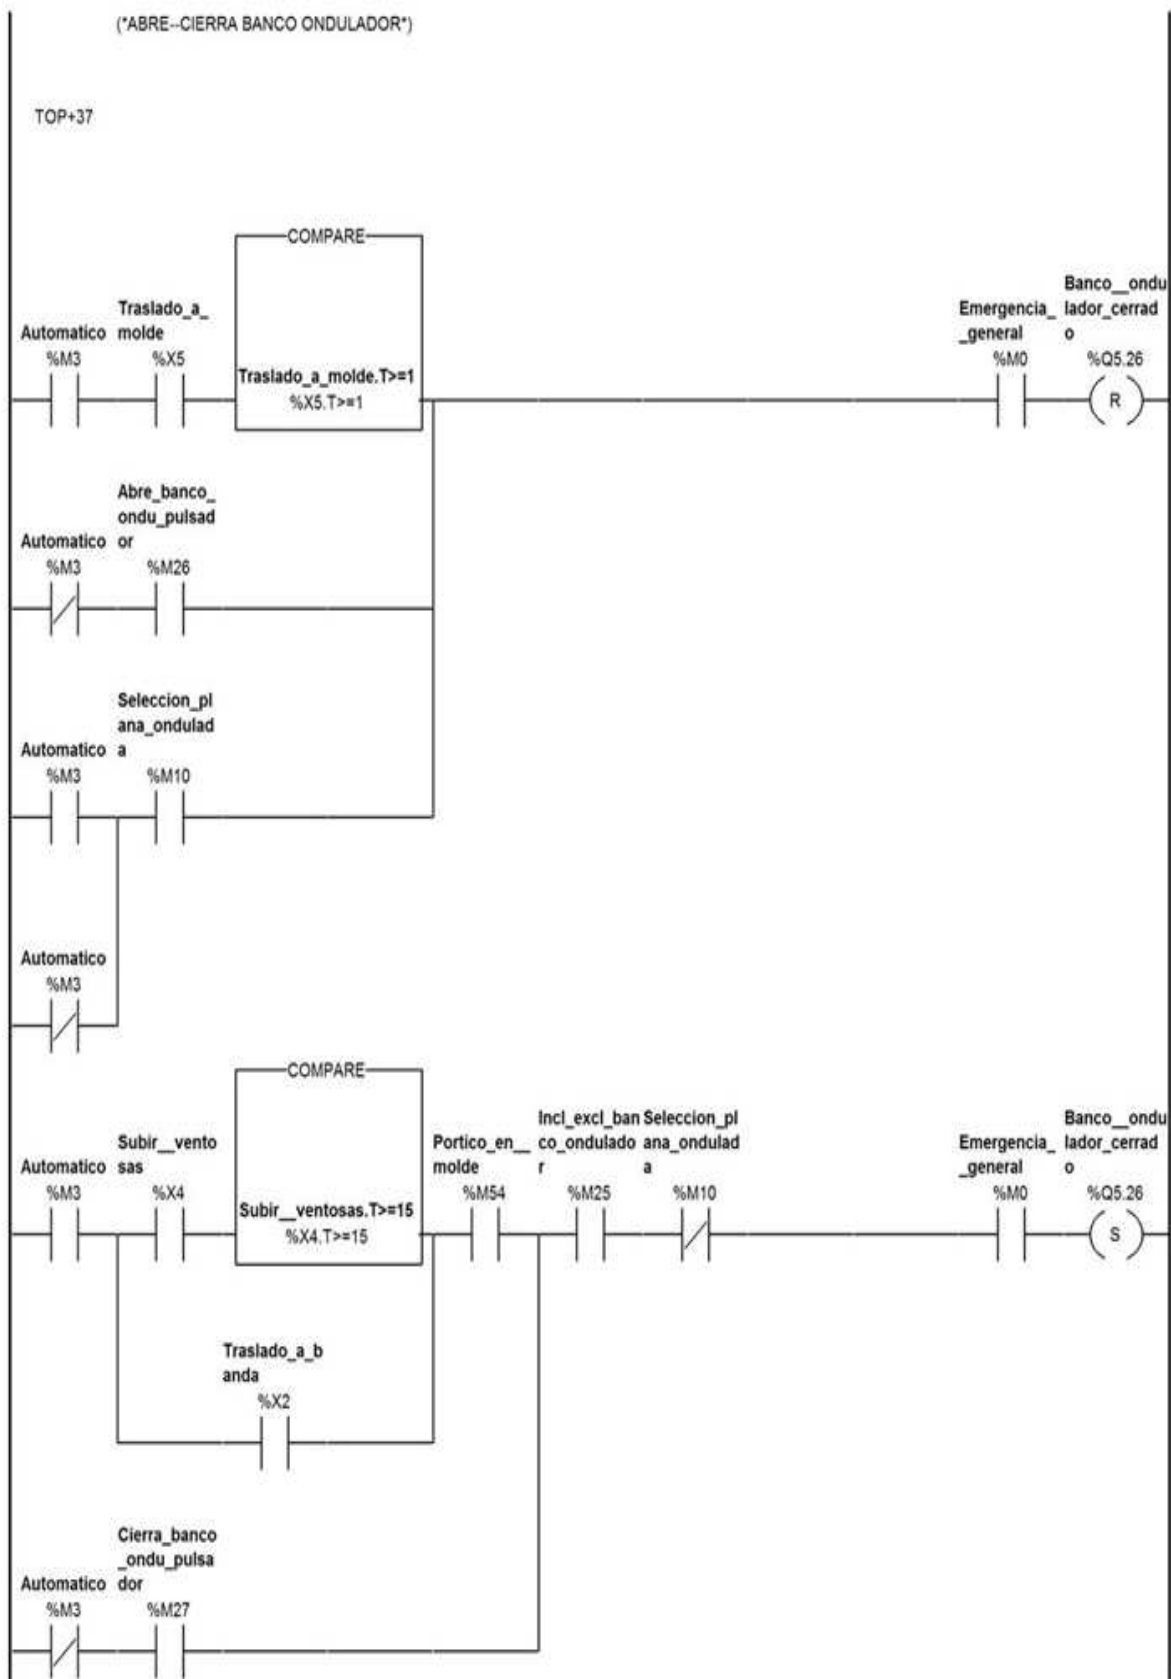 (*ABRE--CIERRA BANCO ONDULADOR*)
TOP+37
COMPARE
Traslado_a_
Automatico molde
%M3 %X5
Traslado_a_molde.T>=1
%X5.T>=1
Banco__ondu
Emergencia_ lador_cerrad
_general o
%M0 %Q5.26
R
Abre_banco_
ondu_pulsad
Automatico or
%M3 %M26
Seleccion_pl
ana_ondulad
Automatico a
%M3 %M10
Automatico
%M3
COMPARE
Incl_excl_ban Seleccion_pl Banco__ondu
Subir__vento Portico_en__ co_ondulado ana_ondulad Emergencia_ lador_cerrad
Automatico sas molde r a _general o
%M3 %X4 %M54 %M25 %M10 %M0 %Q5.26
Subir__ventosas.T>=15
%X4.T>=15
S
Traslado_a_b
anda
%X2
Cierra_banco
_ondu_pulsa
Automatico dor
%M3 %M27